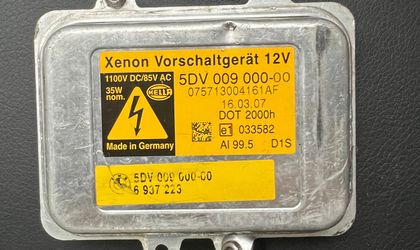 Xenon Vorschaltgerät 12V
1100V DC/85V AC
35W
nom.
HELLA
5DV 009 000-00
075713004161AF
16.03.07
DOT 2000h
e1 033582
Made in Germany
Al 99.5 D1S
5DV 009 000-00
6 937 223